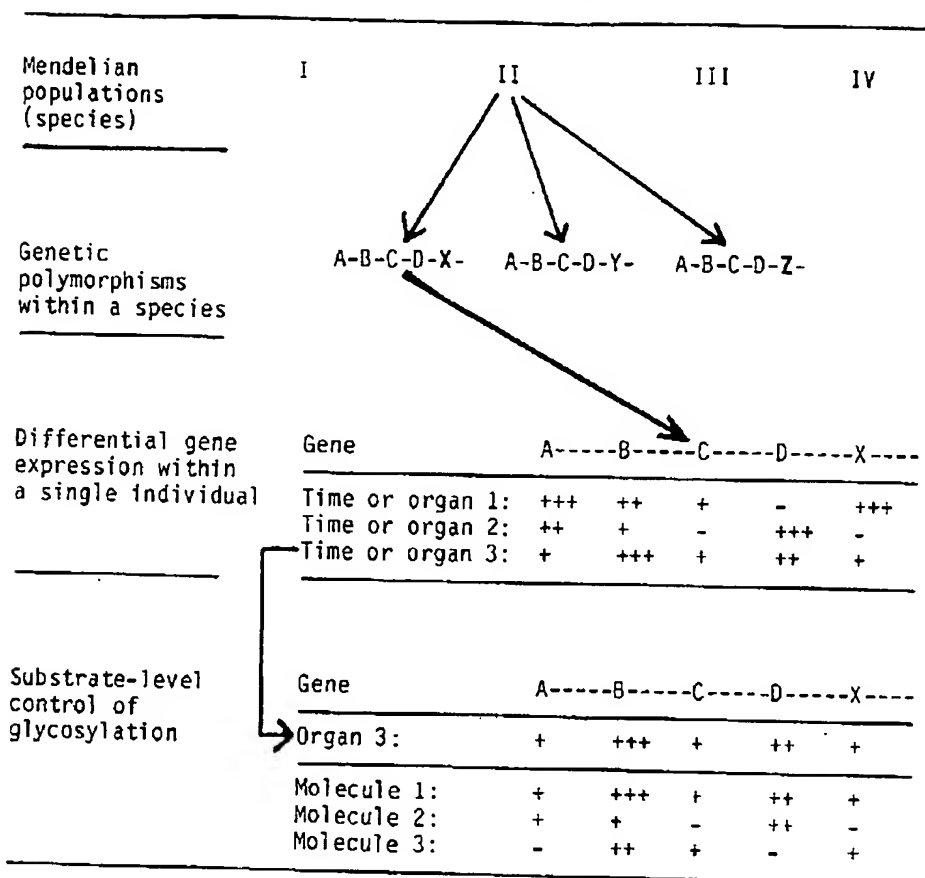 Mendelian
populations
(species)
I II III IV
Genetic
polymorphisms
within a species
A-B-C-D-X- A-B-C-D-Y- A-B-C-D-Z-
Differential gene
expression within
a single individual
Gene A-----B-----C-----D-----X----
Time or organ 1: +++ ++ + - +++
Time or organ 2: ++ + - +++ -
Time or organ 3: + +++ + ++ +
Substrate-level
control of
glycosylation
Gene A-----B-----C-----D-----X----
Organ 3: + +++ + ++ +
Molecule 1: + +++ + ++ +
Molecule 2: + + - ++ -
Molecule 3: - ++ + - +